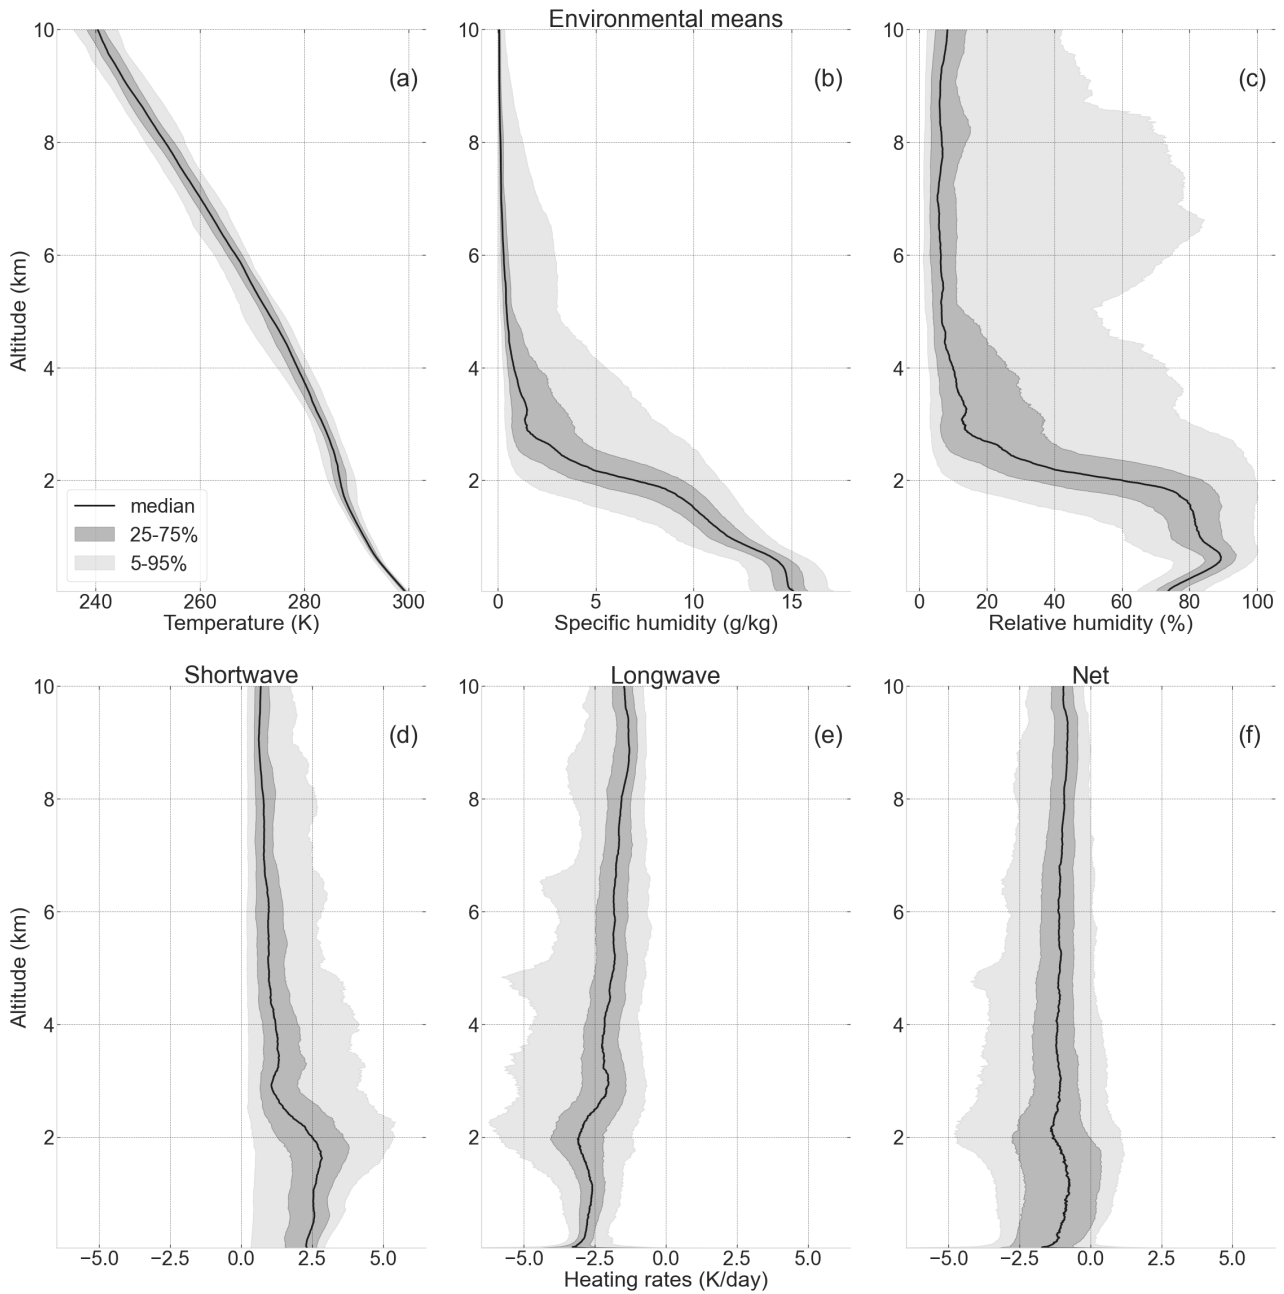 Environmental means
10
8
6
4
2
Altitude (km)
(a)
median
25-75%
5-95%
240 260 280 300
Temperature (K)
10
8
6
4
2
(b)
0 5 10 15
Specific humidity (g/kg)
10
8
6
4
2
(c)
0 20 40 60 80 100
Relative humidity (%)
Shortwave
10
8
6
4
2
Altitude (km)
(d)
−5.0 −2.5 0.0 2.5 5.0
Longwave
10
8
6
4
2
(e)
−5.0 −2.5 0.0 2.5 5.0
Heating rates (K/day)
Net
10
8
6
4
2
(f)
−5.0 −2.5 0.0 2.5 5.0